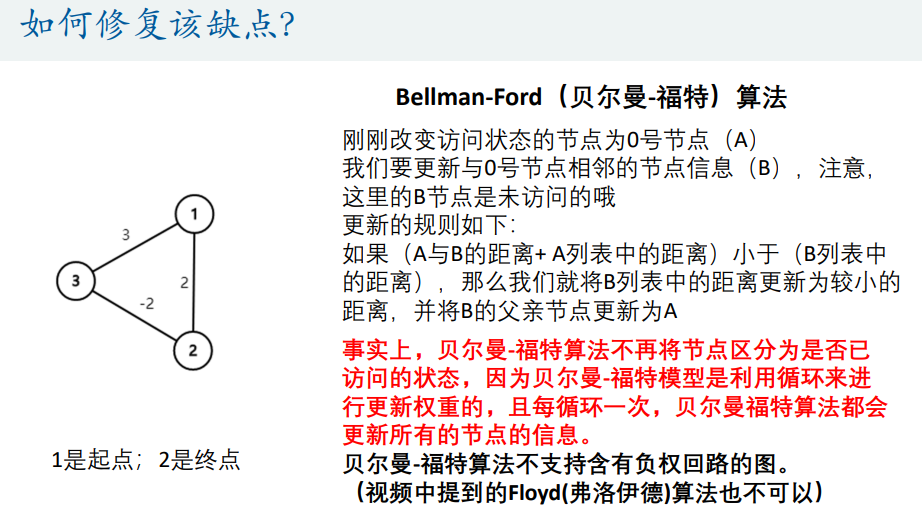 如何修复该缺点?
Bellman-Ford（贝尔曼-福特）算法
刚刚改变访问状态的节点为0号节点（A）
我们要更新与0号节点相邻的节点信息（B），注意，
这里的B节点是未访问的哦
更新的规则如下：
如果（A与B的距离+ A列表中的距离）小于（B列表中
的距离），那么我们就将B列表中的距离更新为较小的
距离，并将B的父亲节点更新为A
事实上，贝尔曼-福特算法不再将节点区分为是否已
访问的状态，因为贝尔曼-福特模型是利用循环来进
行更新权重的，且每循环一次，贝尔曼福特算法都会
更新所有的节点的信息。
贝尔曼-福特算法不支持含有负权回路的图。
（视频中提到的Floyd(弗洛伊德)算法也不可以）
1
3
3
2
-2
2
1是起点；2是终点